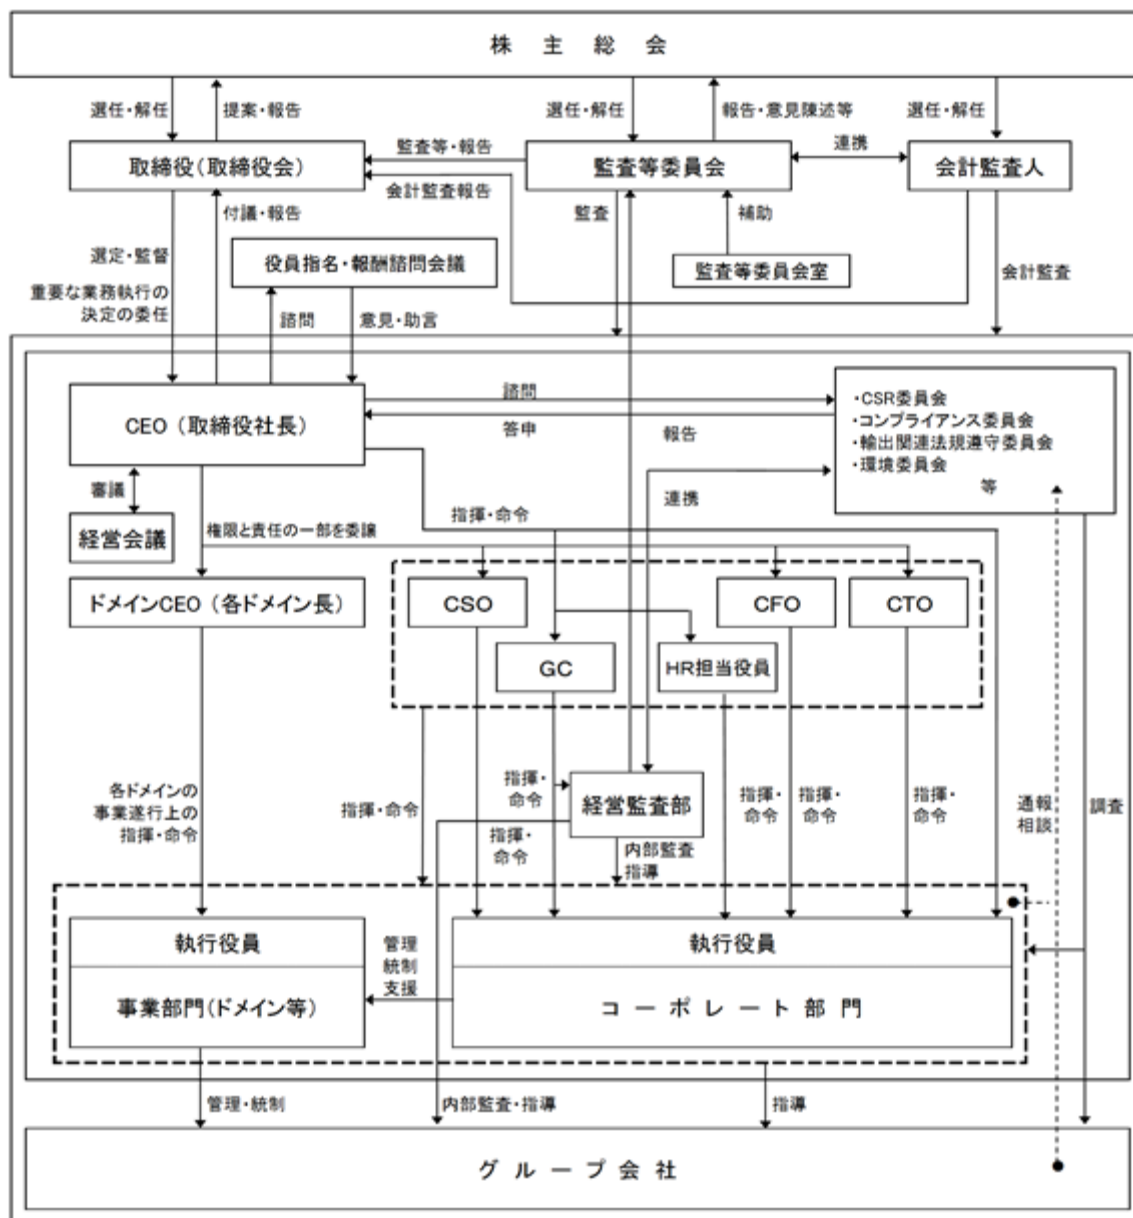 株主総会
選任・解任
提案・報告
選任・解任
報告・意見陳述等
選任・解任
取締役(取締役会)
監査等・報告
監査等委員会
連携
会計監査人
会計監査報告
付議・報告
監査
補助
選定・監督
役員指名・報酬諮問会議
監査等委員会室
会計監査
重要な業務執行の
決定の委任
諮問
意見・助言
CEO（取締役社長）
諮問
答申
報告
・CSR委員会
・コンプライアンス委員会
・輸出関連法規遵守委員会
・環境委員会
等
審議
連携
指揮・命令
経営会議
権限と責任の一部を委譲
ドメインCEO（各ドメイン長）
CSO
CFO
CTO
GC
HR担当役員
各ドメインの
事業遂行上の
指揮・命令
指揮・命令
指揮・
命令
経営監査部
指揮・
命令
指揮・
命令
指揮・
命令
通報
相談
調査
指揮・
命令
内部監査
指導
執行役員
管理
統制
支援
執行役員
事業部門(ドメイン等)
コーポレート部門
管理・統制
内部監査・指導
指導
グループ会社